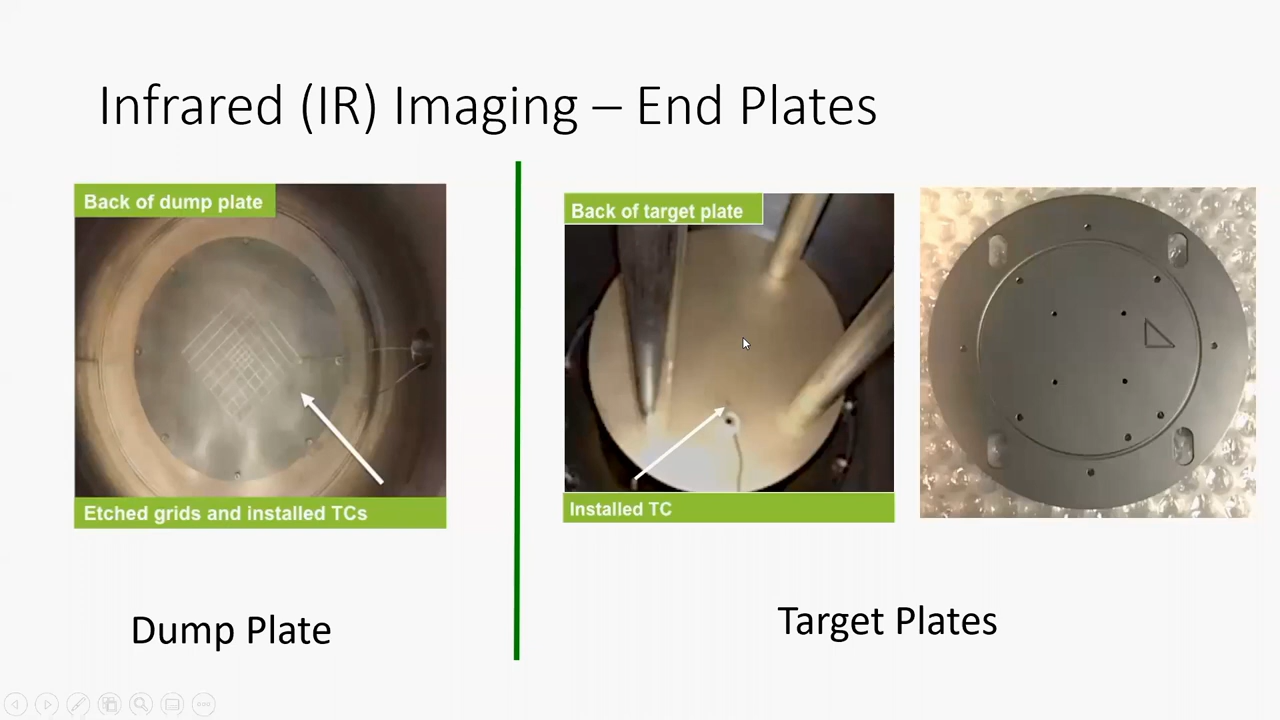 Infrared (IR) Imaging – End Plates
Back of dump plate
Etched grids and installed TCs
Dump Plate
Back of target plate
Installed TC
Target Plates